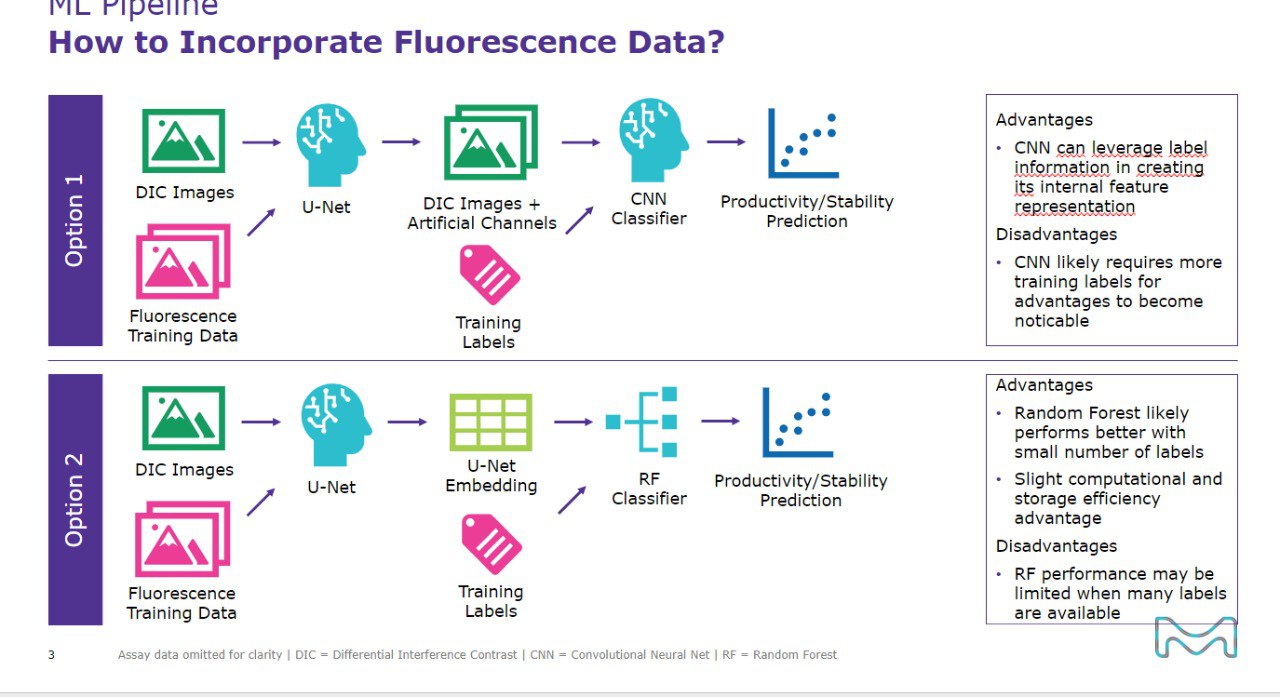 ML Pipeline
How to Incorporate Fluorescence Data?
Option 1
DIC Images
Fluorescence
Training Data
U-Net
DIC Images +
Artificial Channels
Training
Labels
CNN
Classifier
Productivity/Stability
Prediction
Advantages
• CNN can leverage label
information in creating
its internal feature
representation
Disadvantages
• CNN likely requires more
training labels for
advantages to become
noticable
Option 2
DIC Images
Fluorescence
Training Data
U-Net
U-Net
Embedding
Training
Labels
RF
Classifier
Productivity/Stability
Prediction
Advantages
• Random Forest likely
performs better with
small number of labels
• Slight computational and
storage efficiency
advantage
Disadvantages
• RF performance may be
limited when many labels
are available
3
Assay data omitted for clarity | DIC = Differential Interference Contrast | CNN = Convolutional Neural Net | RF = Random Forest